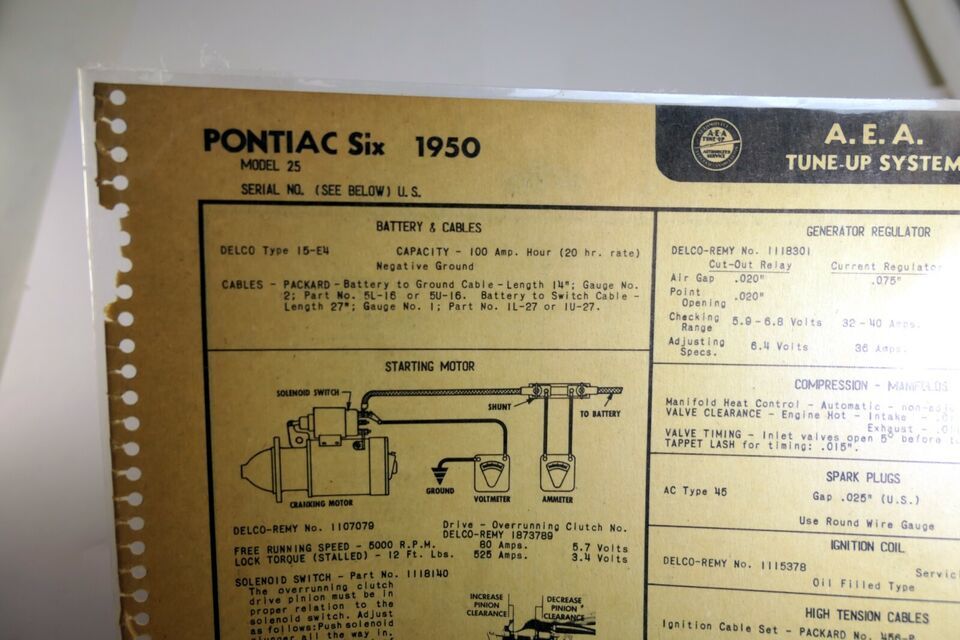 PONTIAC Six 1950
MODEL 25
SERIAL NO. (SEE BELOW) U.S.
A.E.A.
TUNE-UP
AUTHORIZED
SERVICE
A. E. A.
TUNE-UP SYSTEM
BATTERY & CABLES
DELCO Type 15-E4 CAPACITY - 100 Amp. Hour (20 hr. rate)
Negative Ground
CABLES - PACKARD - Battery to Ground Cable - Length 14"; Gauge No.
2; Part No. 5L-16 or 5U-16. Battery to Switch Cable -
Length 27"; Gauge No. 1; Part No. 1L-27 or 1U-27.
STARTING MOTOR
SOLENOID SWITCH
SHUNT
TO BATTERY
CRANKING MOTOR
GROUND
VOLTMETER
AMMETER
DELCO-REMY No. 1107079 Drive - Overrunning Clutch No.
DELCO-REMY 1873789
FREE RUNNING SPEED - 5000 R.P.M. 80 Amps. 5.7 Volts
LOCK TORQUE (STALLED) - 12 Ft. Lbs. 525 Amps. 3.4 Volts
SOLENOID SWITCH - Part No. 1118140
The overrunning clutch
drive pinion must be in
proper relation to the
solenoid switch. Adjust
as follows: Push solenoid
plunger all the way in.
INCREASE
PINION
CLEARANCE
DECREASE
PINION
CLEARANCE
GENERATOR REGULATOR
DELCO-REMY No. 1118301
Cut-Out Relay Current Regulator
Air Gap .020" .075"
Point
Opening .020"
Checking
Range 5.9 - 6.8 Volts 32 - 40 Amps.
Adjusting
Specs. 6.4 Volts 36 Amps.
COMPRESSION - MANIFOLDS
Manifold Heat Control - Automatic -
VALVE CLEARANCE - Engine Hot - Intake -
Exhaust -
VALVE TIMING - Inlet valves open 5° before
TAPPET LASH for timing: .015".
SPARK PLUGS
AC Type 45 Gap .025" (U.S.)
Use Round Wire Gauge
IGNITION COIL
DELCO-REMY No. 1115378
Oil Filled Type
HIGH TENSION CABLES
Ignition Cable Set - PACKARD No.